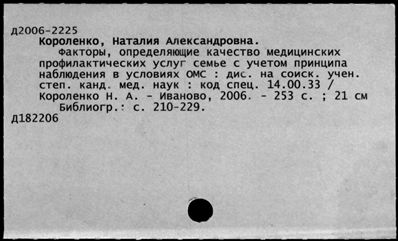 д2006-2225
Короленко, Наталия Александровна.
Факторы, определяющие качество медицинских
профилактических услуг семье с учетом принципа
наблюдения в условиях ОМС : дис. на соиск. учен.
степ. канд. мед. наук : код спец. 14.00.33 /
Короленко Н. А. - Иваново, 2006. - 253 с. ; 21 см
Библиогр.: с. 210-229.
д182206